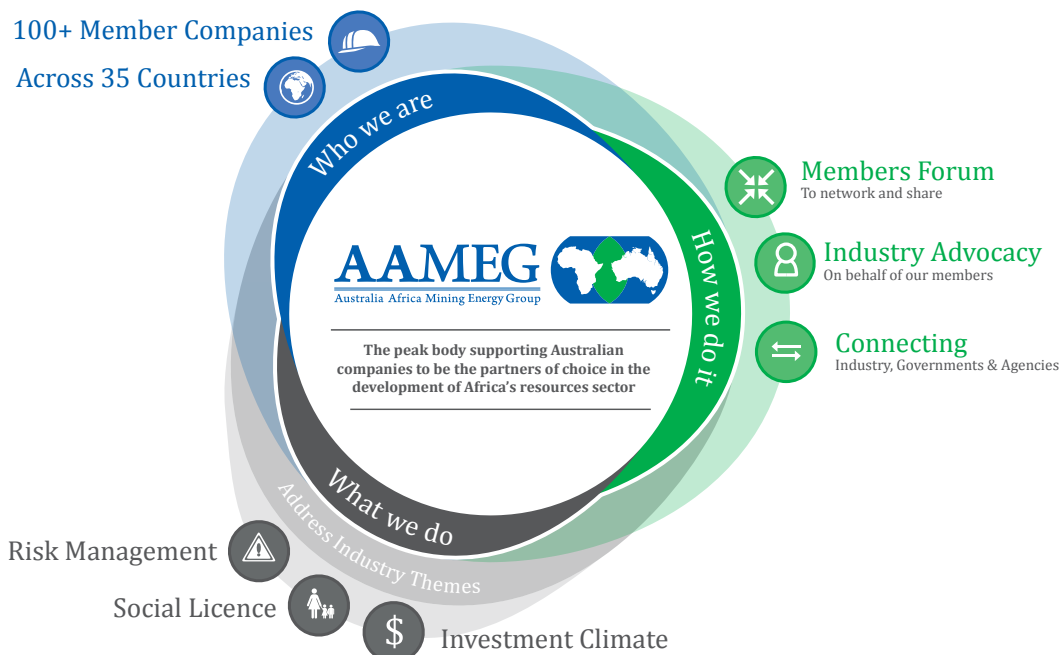 100+ Member Companies
Across 35 Countries
Who we are
Members Forum
To network and share
Industry Advocacy
On behalf of our members
Connecting
Industry, Governments & Agencies
How we do it
AAMEG
Australia Africa Mining Energy Group
The peak body supporting Australian
companies to be the partners of choice in the
development of Africa's resources sector
What we do
Address Industry Themes
Risk Management
Social Licence
$
Investment Climate